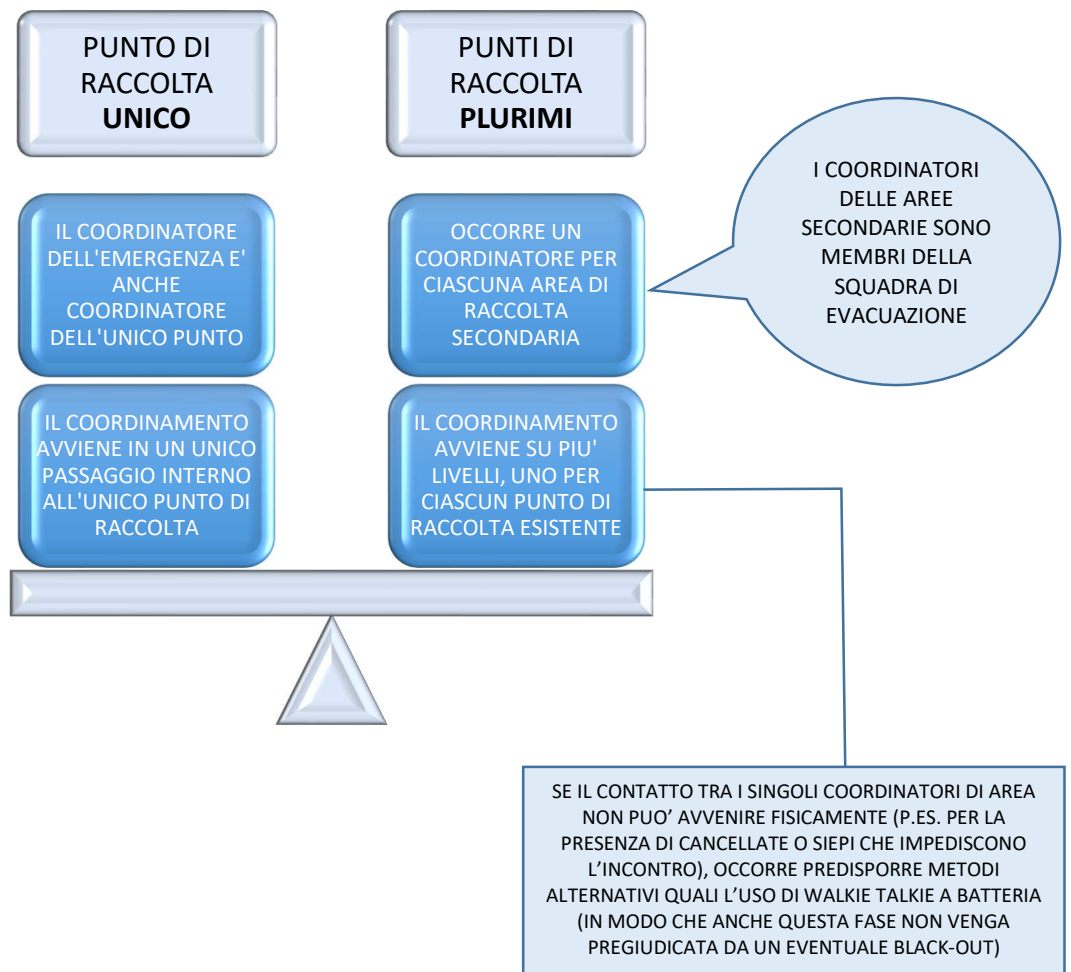 PUNTO DI
RACCOLTA
UNICO
PUNTI DI
RACCOLTA
PLURIMI
IL COORDINATORE
DELL'EMERGENZA E'
ANCHE
COORDINATORE
DELL'UNICO PUNTO
OCCORRE UN
COORDINATORE PER
CIASCUNA AREA DI
RACCOLTA
SECONDARIA
I COORDINATORI
DELLE AREE
SECONDARIE SONO
MEMBRI DELLA
SQUADRA DI
EVACUAZIONE
IL COORDINAMENTO
AVVIENE IN UN UNICO
PASSAGGIO INTERNO
ALL'UNICO PUNTO DI
RACCOLTA
IL COORDINAMENTO
AVVIENE SU PIU'
LIVELLI, UNO PER
CIASCUN PUNTO DI
RACCOLTA ESISTENTE
SE IL CONTATTO TRA I SINGOLI COORDINATORI DI AREA
NON PUO’ AVVENIRE FISICAMENTE (P.ES. PER LA
PRESENZA DI CANCELLATE O SIEPI CHE IMPEDISCONO
L’INCONTRO), OCCORRE PREDISPORRE METODI
ALTERNATIVI QUALI L’USO DI WALKIE TALKIE A BATTERIA
(IN MODO CHE ANCHE QUESTA FASE NON VENGA
PREGIUDICATA DA UN EVENTUALE BLACK-OUT)